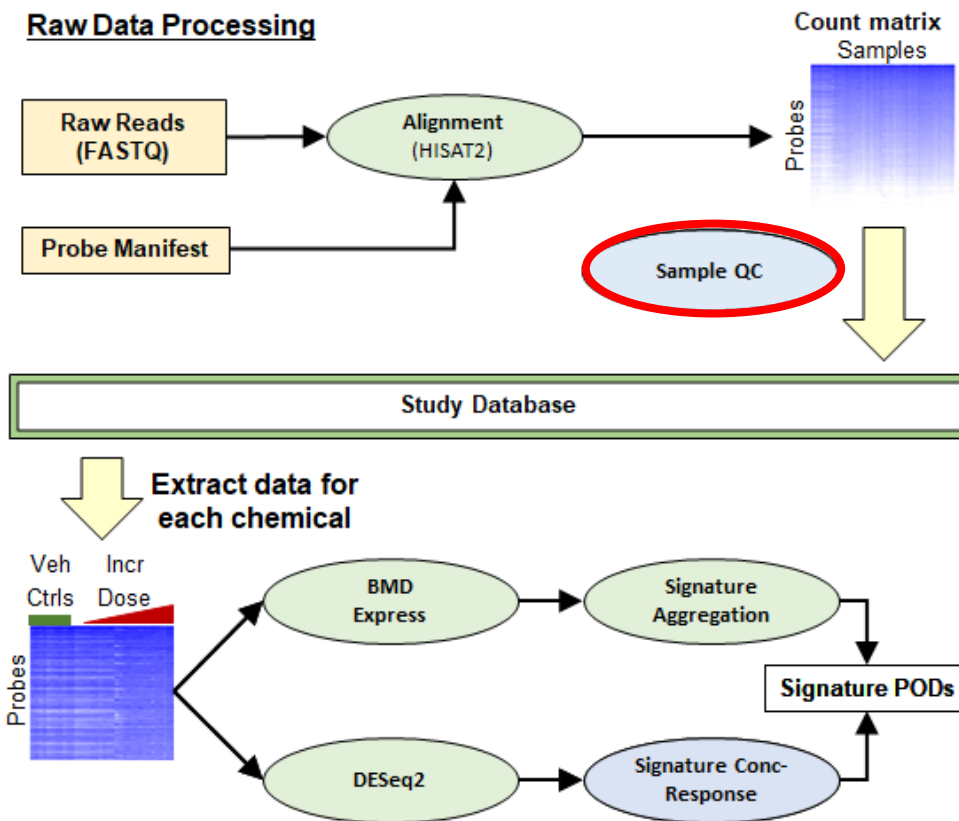 Raw Data Processing
Count matrix
Samples
Probes
Raw Reads
(FASTQ)
Alignment
(HISAT2)
Probe Manifest
Sample QC
Study Database
Extract data for
each chemical
Veh
Ctrls
Incr
Dose
Probes
BMD
Express
Signature
Aggregation
Signature PODs
DESeq2
Signature Conc-
Response